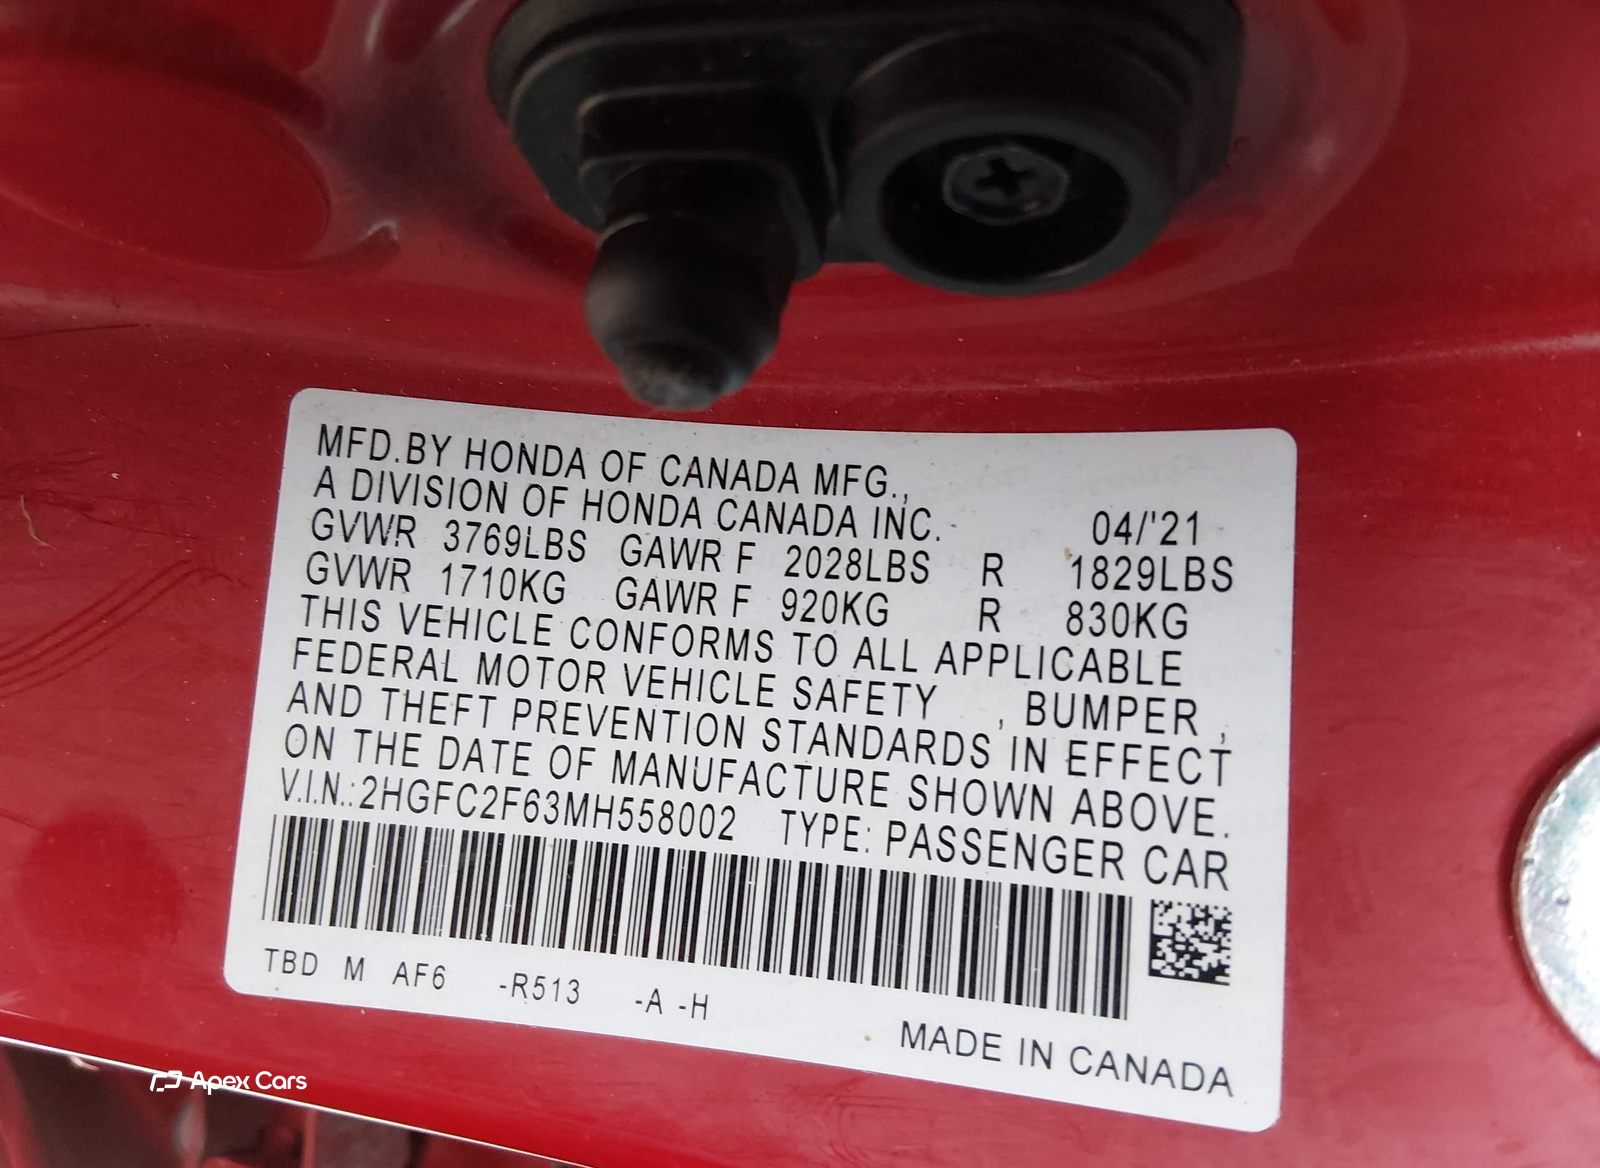 MFD.BY HONDA OF CANADA MFG.,
A DIVISION OF HONDA CANADA INC. 04/'21
GVWR 3769LBS GAWR F 2028LBS R 1829LBS
GVWR 1710KG GAWR F 920KG R 830KG
THIS VEHICLE CONFORMS TO ALL APPLICABLE
FEDERAL MOTOR VEHICLE SAFETY , BUMPER ,
AND THEFT PREVENTION STANDARDS IN EFFECT
ON THE DATE OF MANUFACTURE SHOWN ABOVE.
V.I.N.:2HGFC2F63MH558002 TYPE: PASSENGER CAR
TBD M AF6 -R513 -A -H
MADE IN CANADA
Apex Cars